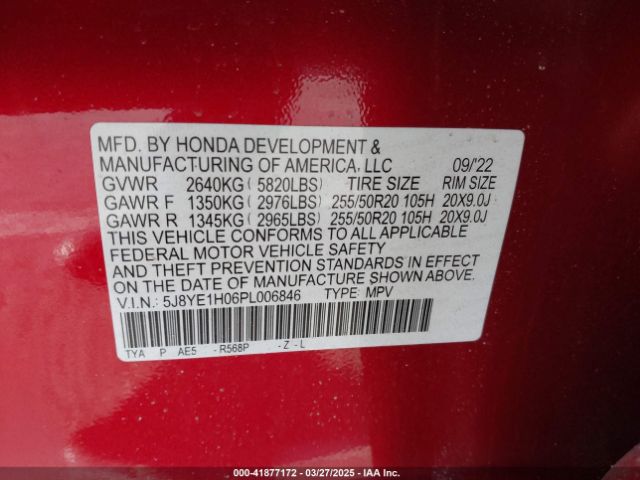 MFD. BY HONDA DEVELOPMENT &
MANUFACTURING OF AMERICA, LLC 09/'22
GVWR 2640KG ( 5820LBS) TIRE SIZE RIM SIZE
GAWR F 1350KG ( 2976LBS) 255/50R20 105H 20X9.0J
GAWR R 1345KG ( 2965LBS) 255/50R20 105H 20X9.0J
THIS VEHICLE CONFORMS TO ALL APPLICABLE
FEDERAL MOTOR VEHICLE SAFETY, BUMPER,
AND THEFT PREVENTION STANDARDS IN EFFECT
ON THE DATE OF MANUFACTURE SHOWN ABOVE.
V.I.N.: 5J8YE1H06PL006846 TYPE: MPV
TYA P AE5 - R568P - Z - L
© - 41877172 - 03/27/2025 - IAA Inc.